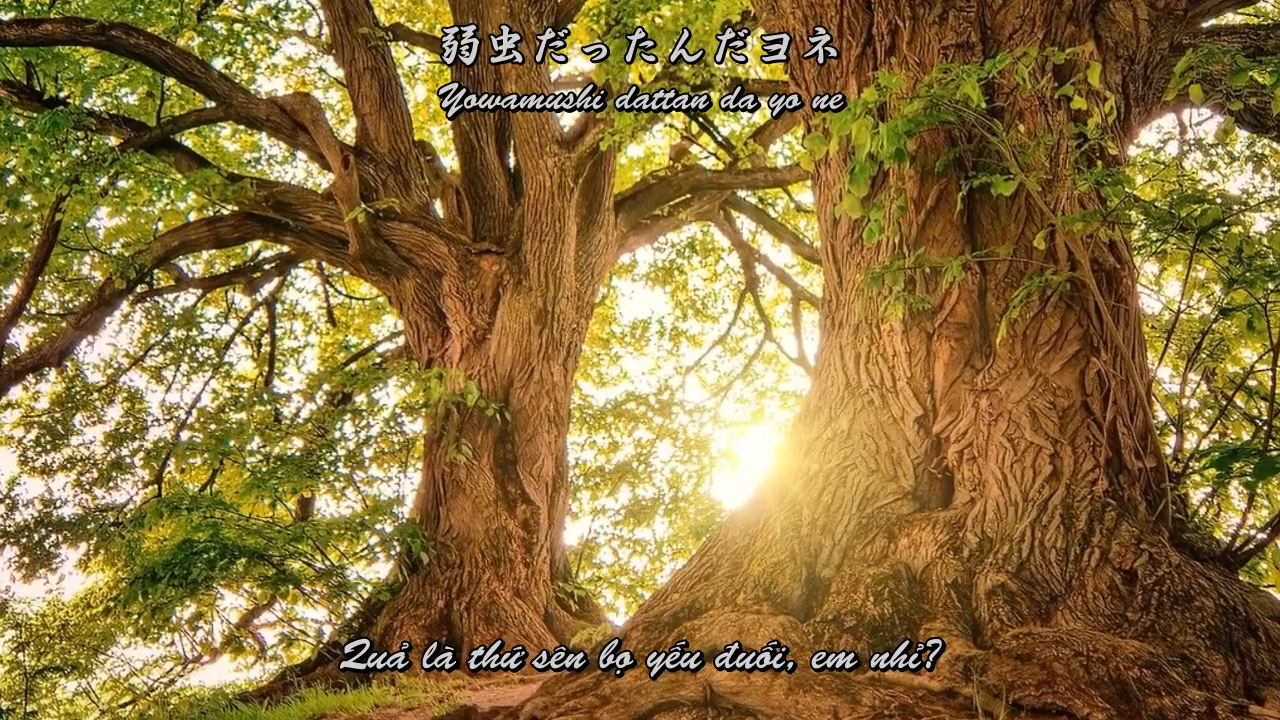 弱虫だったんだヨネ
Yowamushi dattan da yo ne
Quả là thứ sên bọ yếu đuối, em nhỉ?